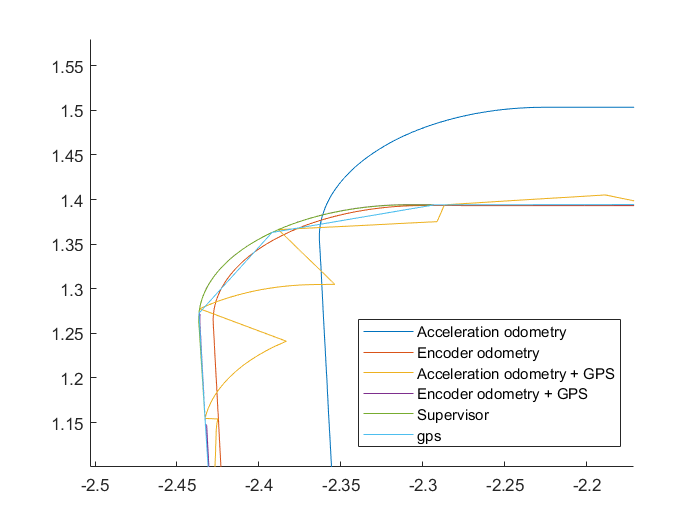 1.55
1.5
1.45
1.4
1.35
1.3
1.25
1.2
1.15
Acceleration odometry
Encoder odometry
Acceleration odometry + GPS
Encoder odometry + GPS
Supervisor
gps
-2.5 -2.45 -2.4 -2.35 -2.3 -2.25 -2.2